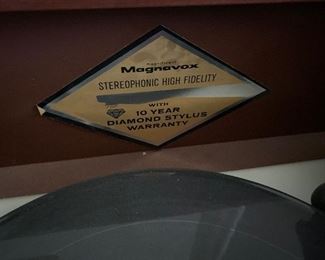 Magnavox
STEREOPHONIC HIGH FIDELITY
WITH
10 YEAR
DIAMOND STYLUS
WARRANTY